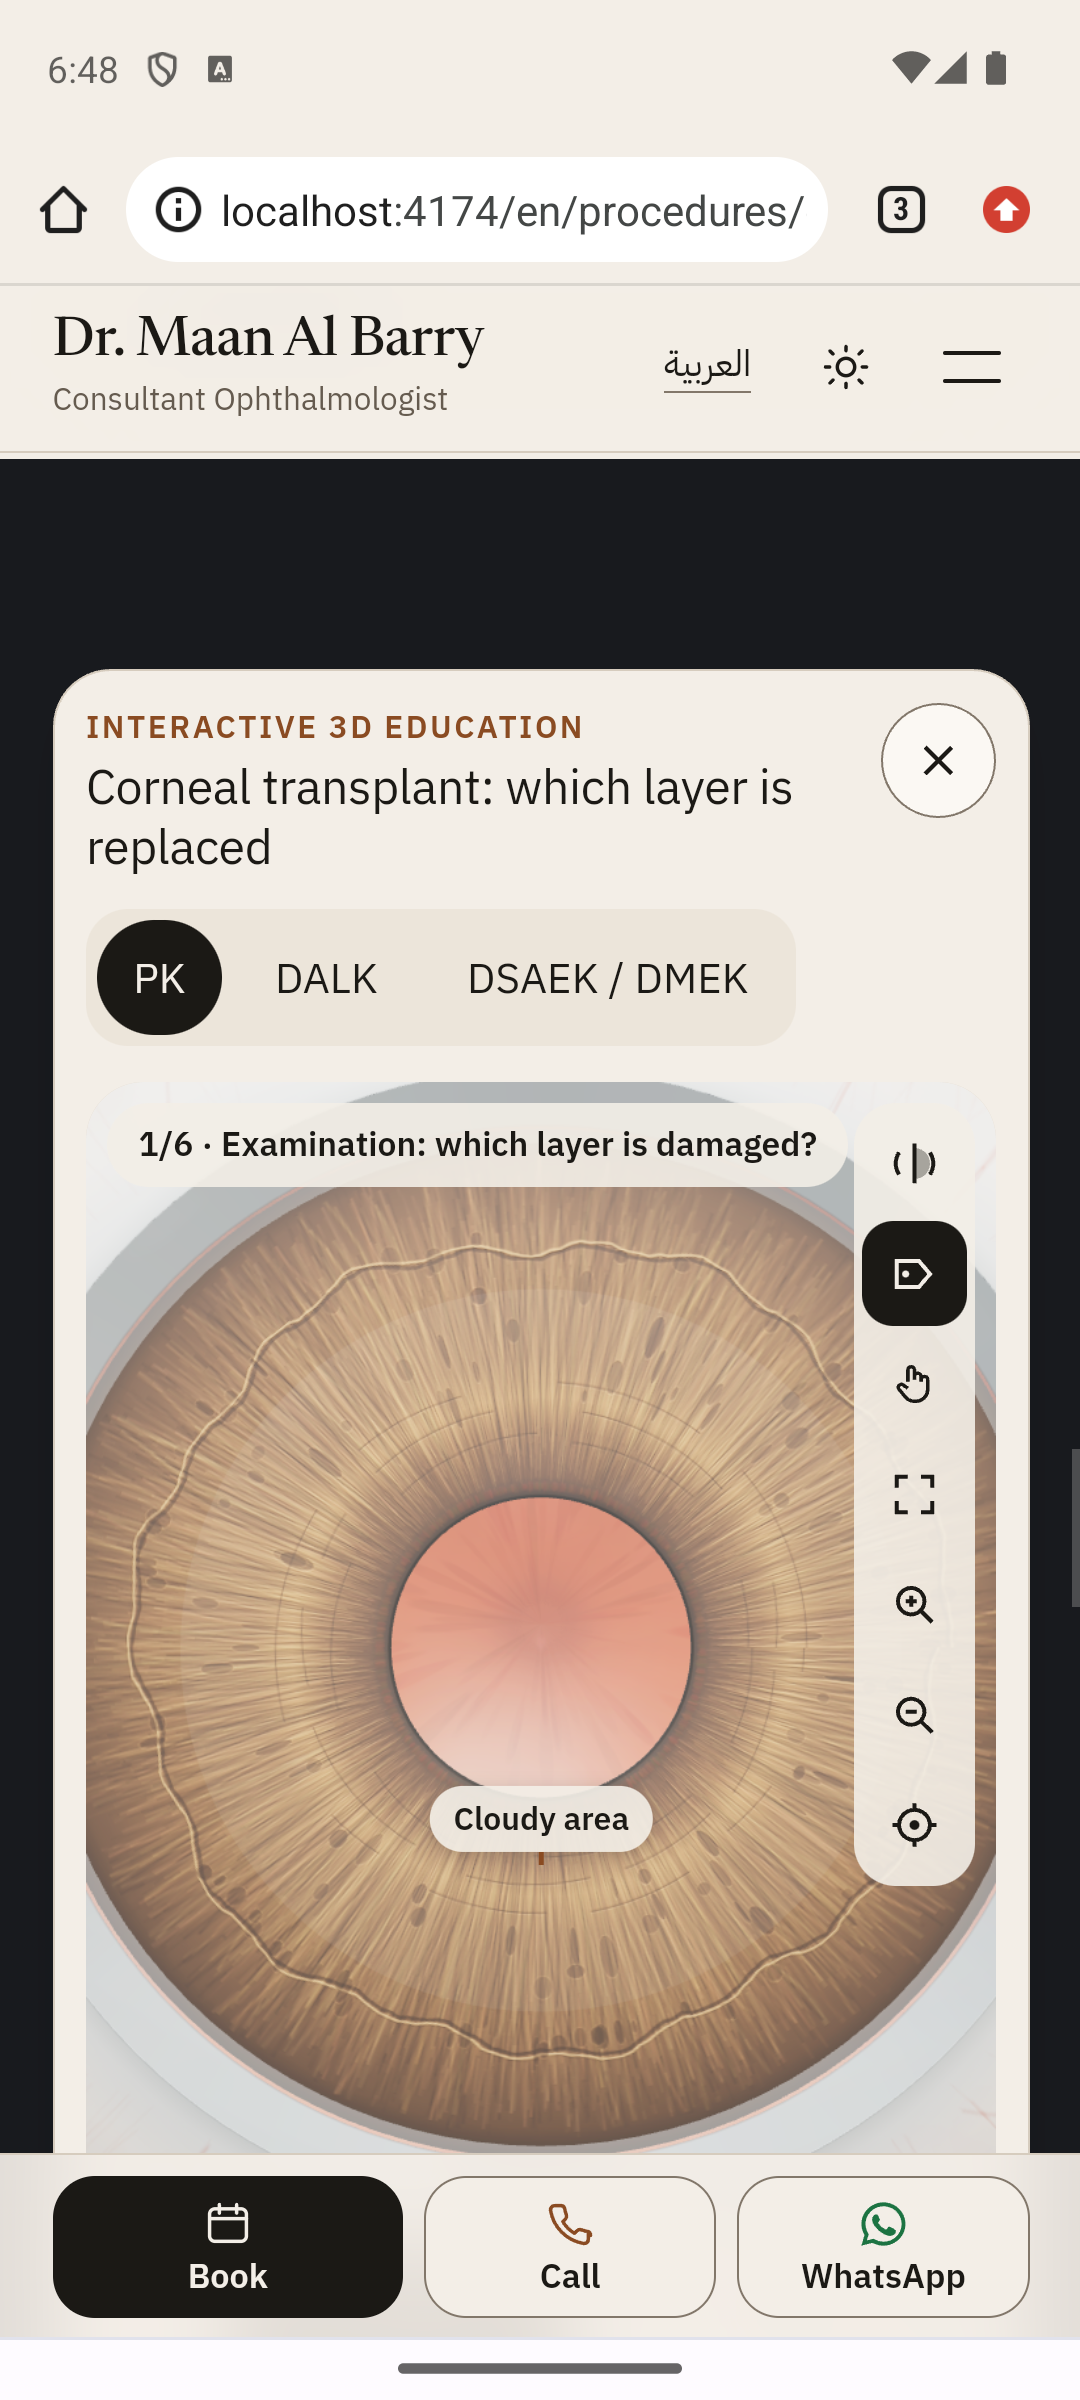 6:48
localhost:4174/en/procedures/
3
Dr. Maan Al Barry
Consultant Ophthalmologist
العربية
INTERACTIVE 3D EDUCATION
Corneal transplant: which layer is
replaced
PK
DALK
DSAEK / DMEK
1/6 · Examination: which layer is damaged?
Cloudy area
Book
Call
WhatsApp